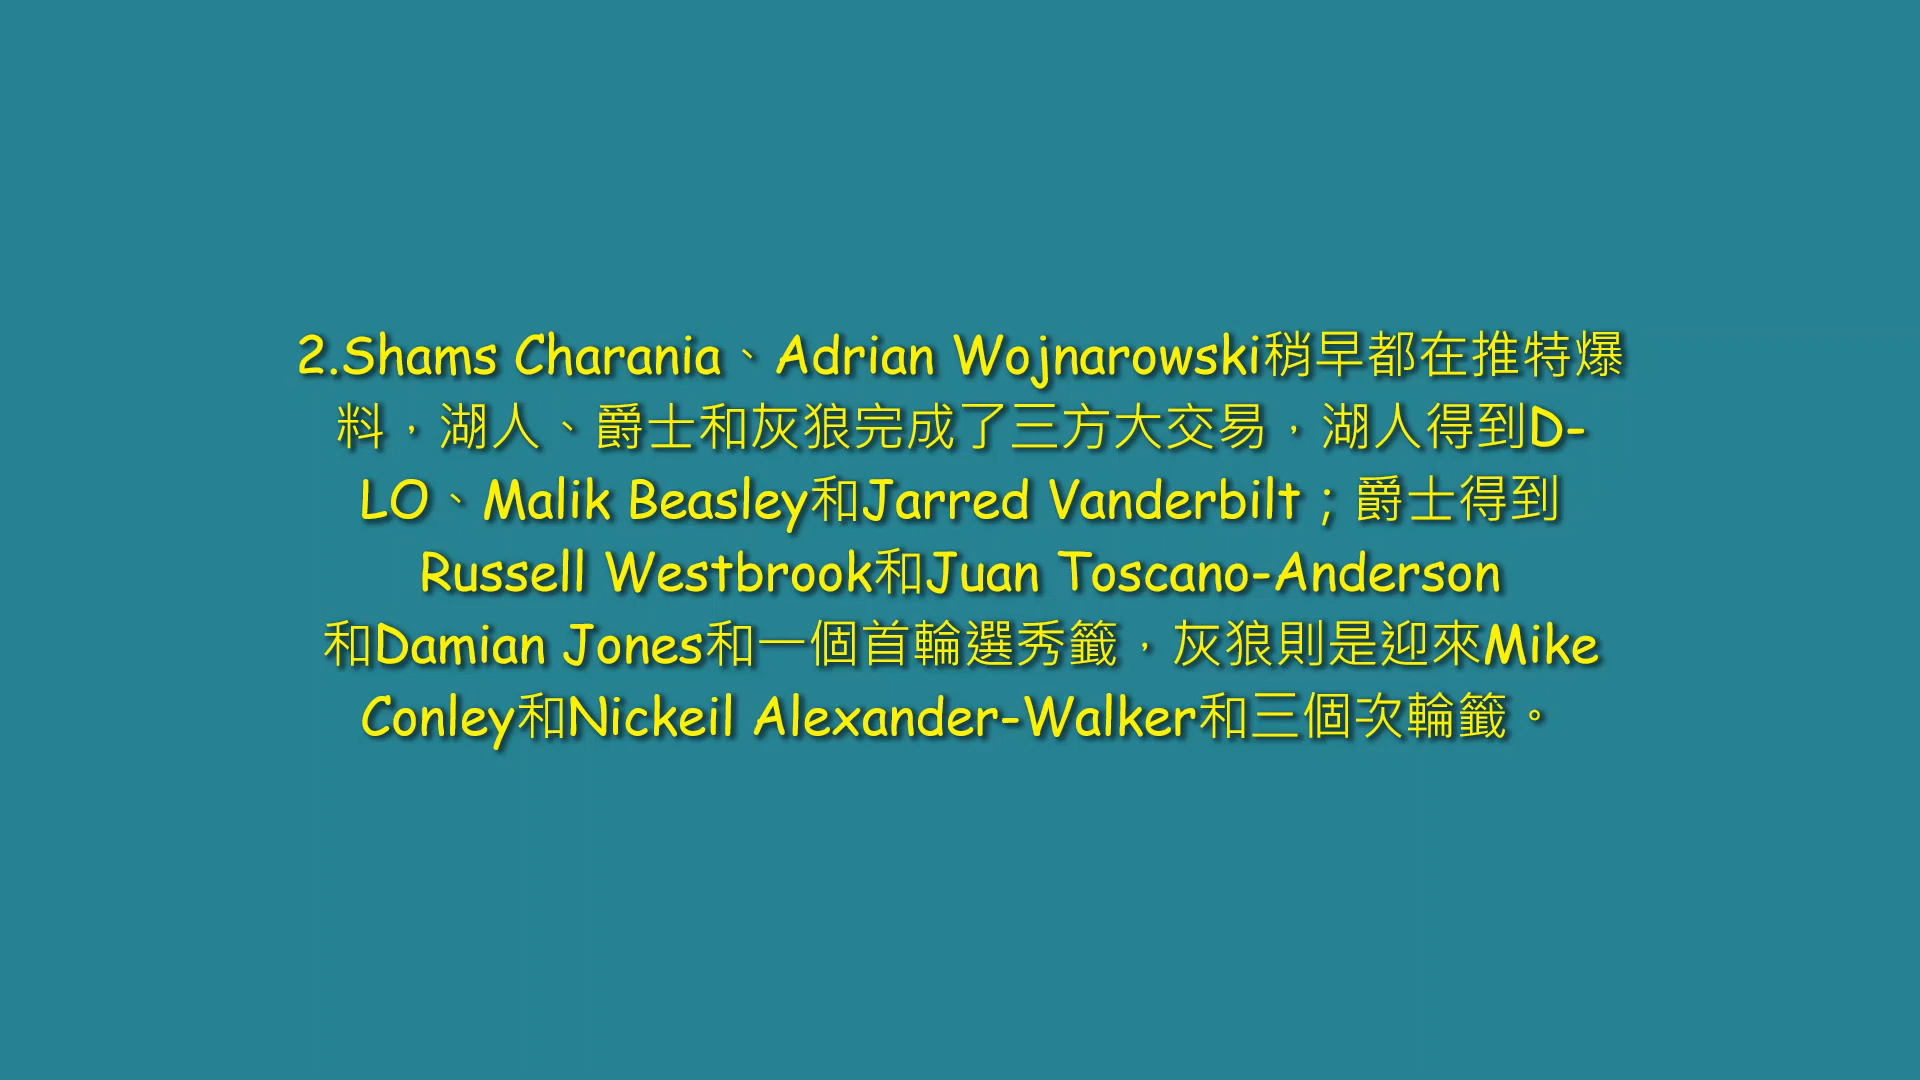 2.Shams Charania、Adrian Wojnarowski稍早都在推特爆
料，湖人、爵士和灰狼完成了三方大交易，湖人得到D-
LO、Malik Beasley和Jarred Vanderbilt；爵士得到
Russell Westbrook和Juan Toscano-Anderson
和Damian Jones和一個首輪選秀籤，灰狼則是迎來Mike
Conley和Nickeil Alexander-Walker和三個次輪籤。